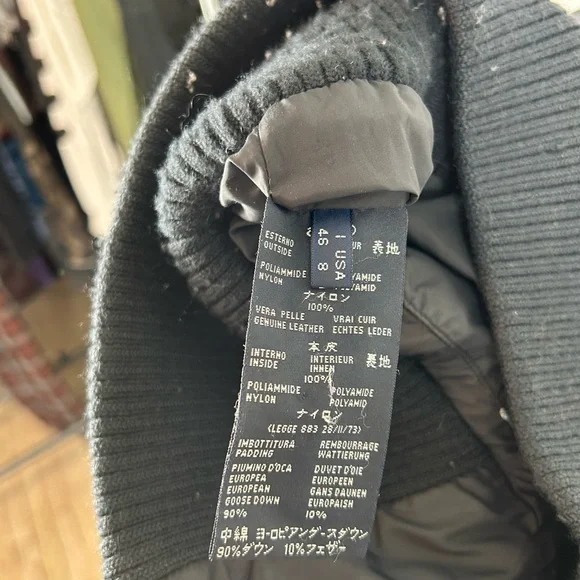 I USA
46 8
ESTERNO UR 表地
OUTSIDE
POLIAMMIDE YAMIDE
NYLON LYAMID
ナイロン
100%
VERA PELLE VRAI CUIR
GENUINE LEATHER ECHTES LEDER
本灰
INTERNO INTERIEUR 裏地
INSIDE INNEN
100%
POLIAMMIDE POLYAMIDE
NYLON POLYAMID
ナイロン
(LEGGE 883 26/11/73)
IMBOTTITURA REMBOURRAGE
PADDING WATTIERUNG
PIUMINO D'OCA DUVET D'OIE
EUROPEA EUROPEEN
EUROPEAN GANS DAUNEN
GOOSE DOWN EUROPAISH
90% 10%
中綿 ヨーロピアングースダウン
90%ダウン 10%フェザー